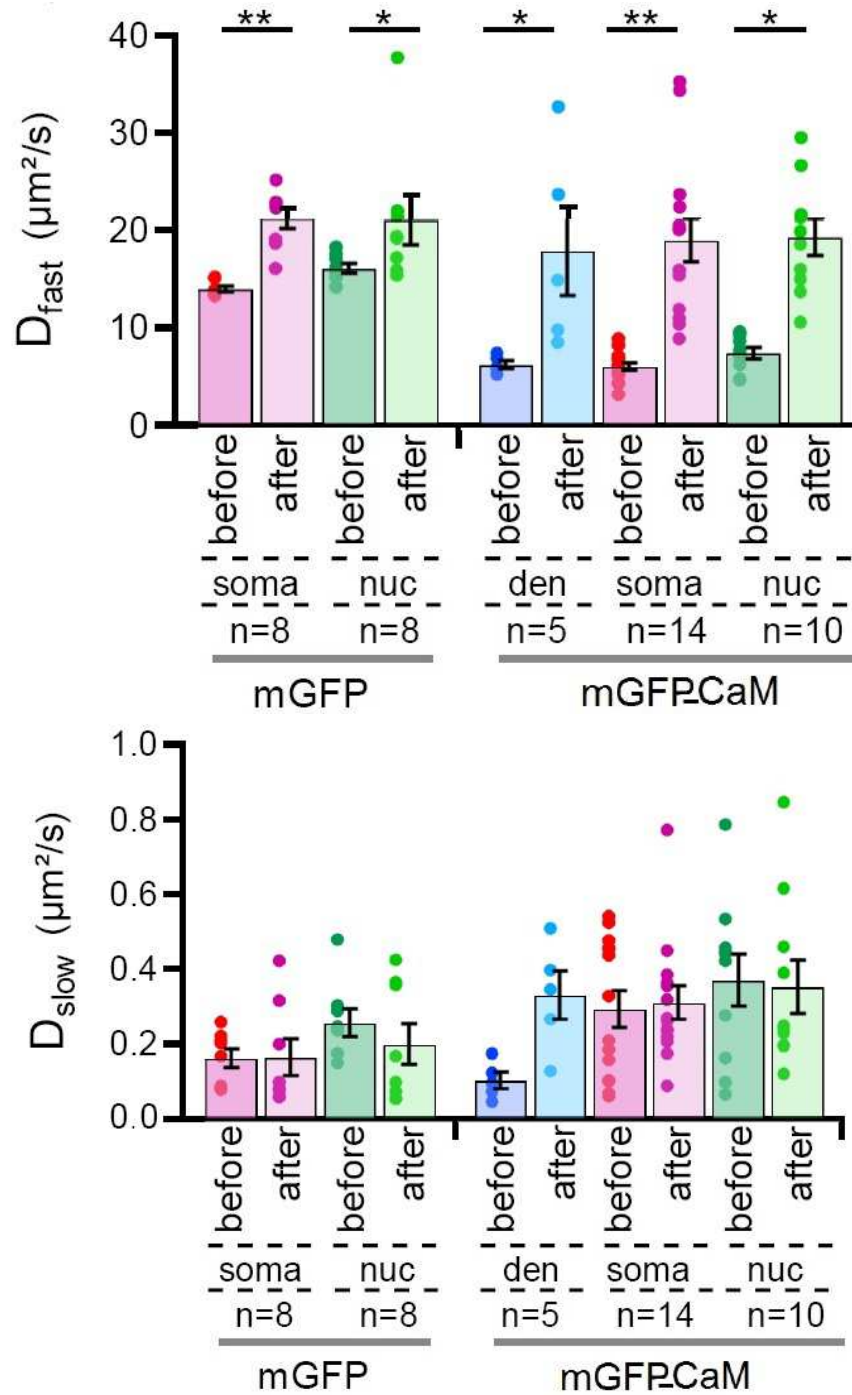 ** * * ** *
40
30
20
10
0
D_fast (µm²/s)
before after before after before after before after before after
soma nuc den soma nuc
n=8 n=8 n=5 n=14 n=10
mGFP mGFP-CaM
1.0
0.8
0.6
0.4
0.2
0.0
D_slow (µm²/s)
before after before after before after before after before after
soma nuc den soma nuc
n=8 n=8 n=5 n=14 n=10
mGFP mGFP-CaM